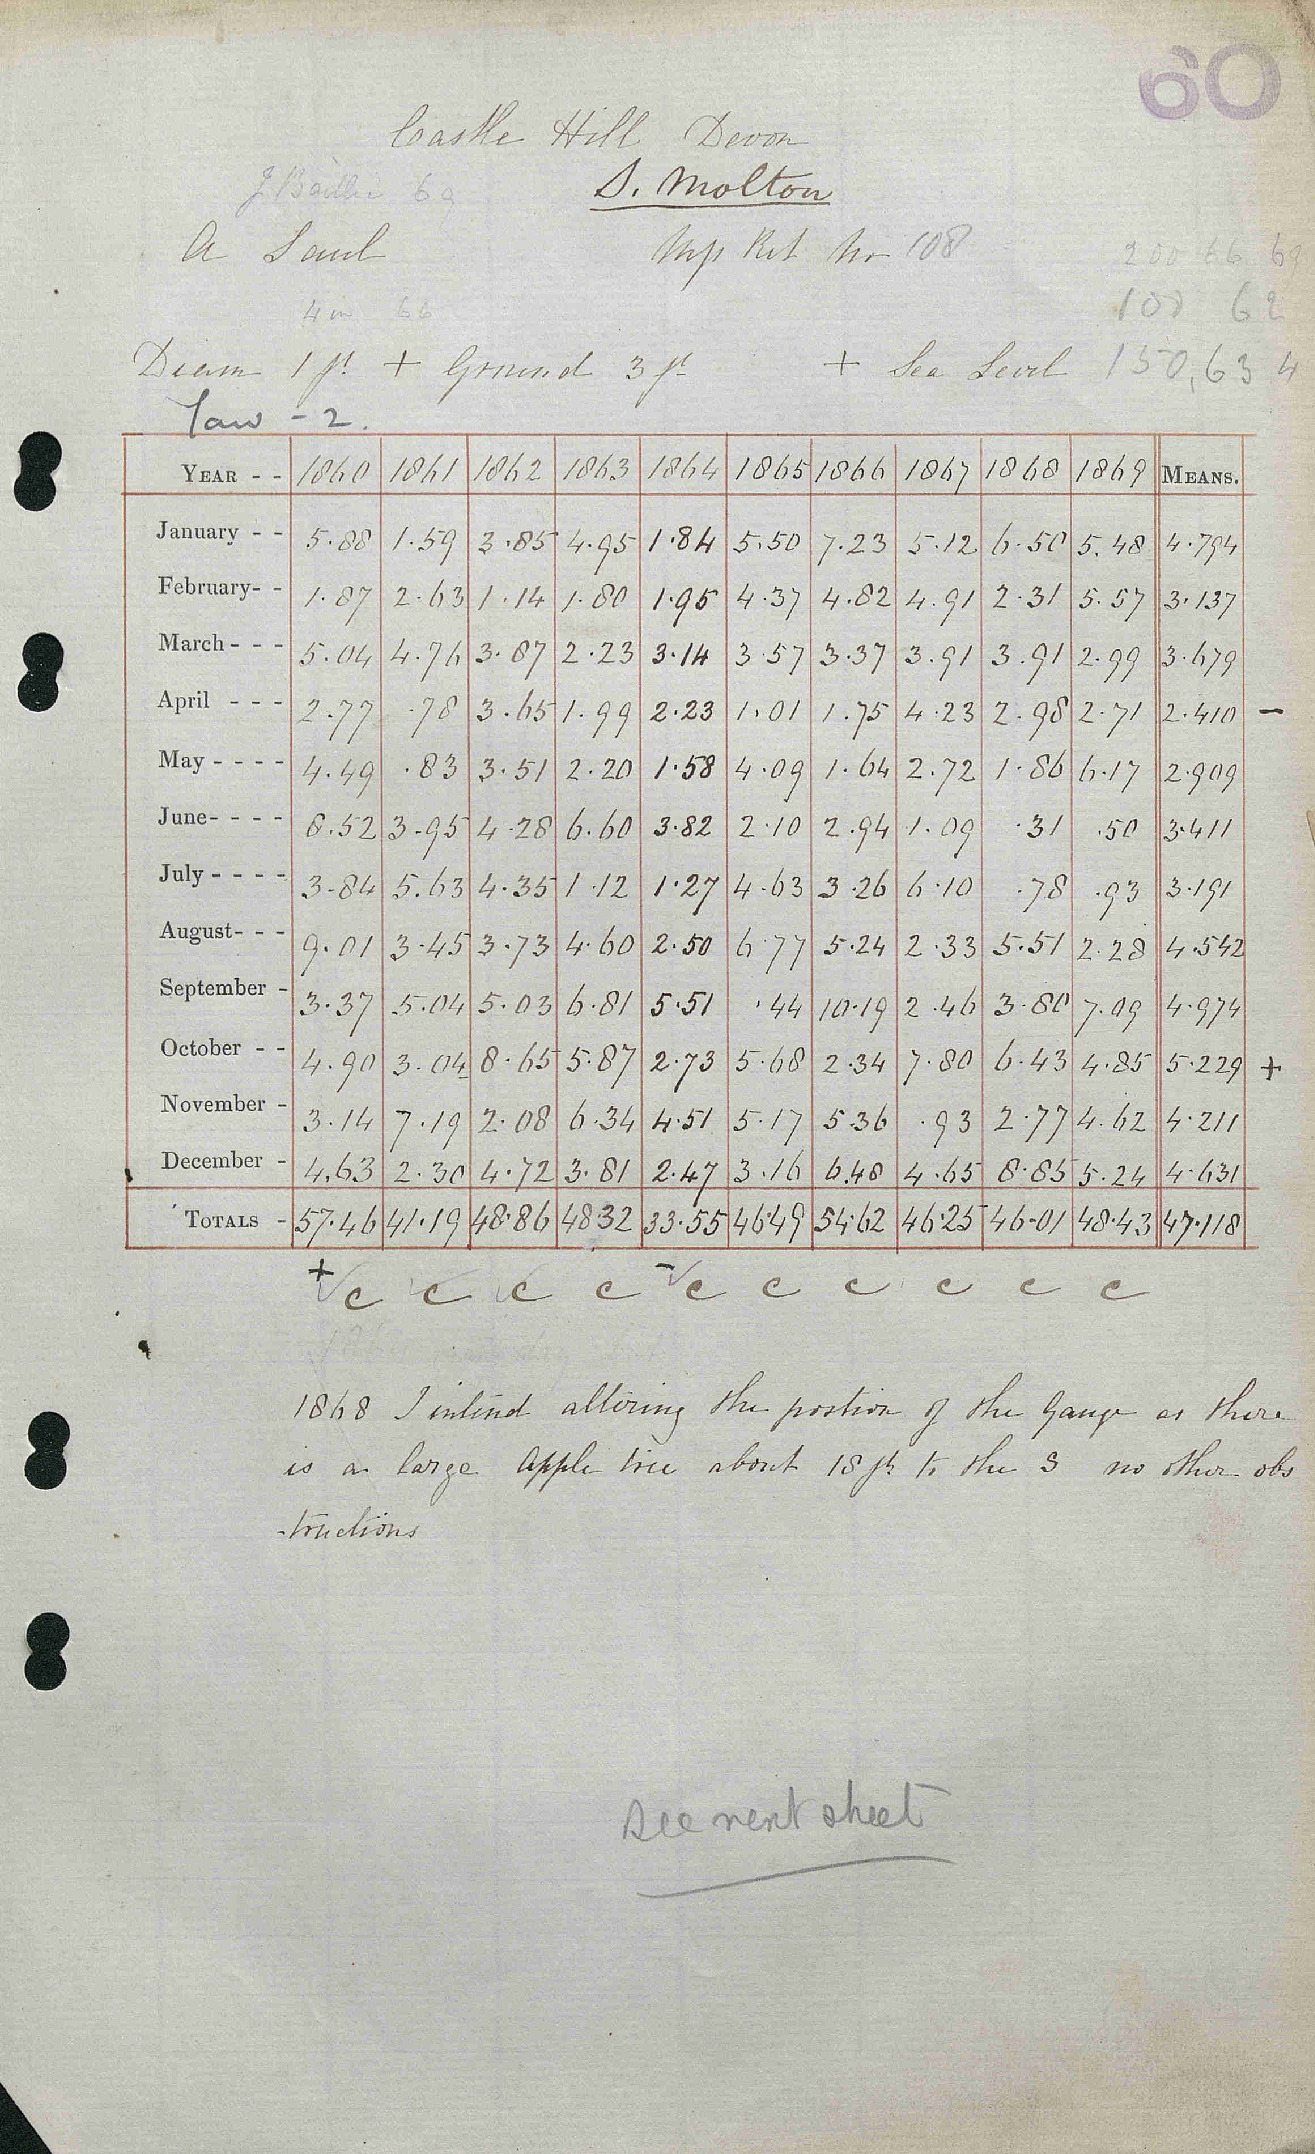 60
Castle Hill Devon
S. Molton
J Baillie 69
A Saul
Mp Ret No 108
200 66 69
4 in 66
108 62
Diam 1 ft + Ground 3 ft + Sea Level 150, 63 4
Taw - 2.
YEAR - - 1860 1861 1862 1863 1864 1865 1866 1867 1868 1869 MEANS.
January - - 5.88 1.59 3.85 4.95 1.84 5.50 7.23 5.12 6.50 5.48 4.794
February- - 1.87 2.63 1.14 1.80 1.95 4.37 4.82 4.91 2.31 5.57 3.137
March - - - 5.04 4.76 3.87 2.23 3.14 3.57 3.37 3.91 3.91 2.99 3.679
April - - - 2.77 .78 3.65 1.99 2.23 1.01 1.75 4.23 2.98 2.71 2.410 –
May - - - - 4.49 .83 3.51 2.20 1.58 4.09 1.64 2.72 1.86 6.17 2.909
June- - - - 8.52 3.95 4.28 6.60 3.82 2.10 2.94 1.09 .31 .50 3.411
July - - - - 3.84 5.63 4.35 1.12 1.27 4.63 3.26 6.10 .78 .93 3.191
August- - - 9.01 3.45 3.73 4.60 2.50 6.77 5.24 2.33 5.51 2.28 4.542
September - 3.37 5.04 5.03 6.81 5.51 .44 10.19 2.46 3.80 7.09 4.974
October - - 4.90 3.04 8.65 5.87 2.73 5.68 2.34 7.80 6.43 4.85 5.229 +
November - 3.14 7.19 2.08 6.34 4.51 5.17 5.36 .93 2.77 4.62 4.211
December - 4.63 2.30 4.72 3.81 2.47 3.16 6.48 4.65 8.85 5.24 4.631
TOTALS - 57.46 41.19 48.86 48 32 33.55 46.49 54.62 46.25 46.01 48.43 47.118
+ c c c c - c c c c c c
1868 I intend altering the postion of the Gauge as there
is a large Apple tree about 18 ft to the S no other obs
-tructions
See next sheet